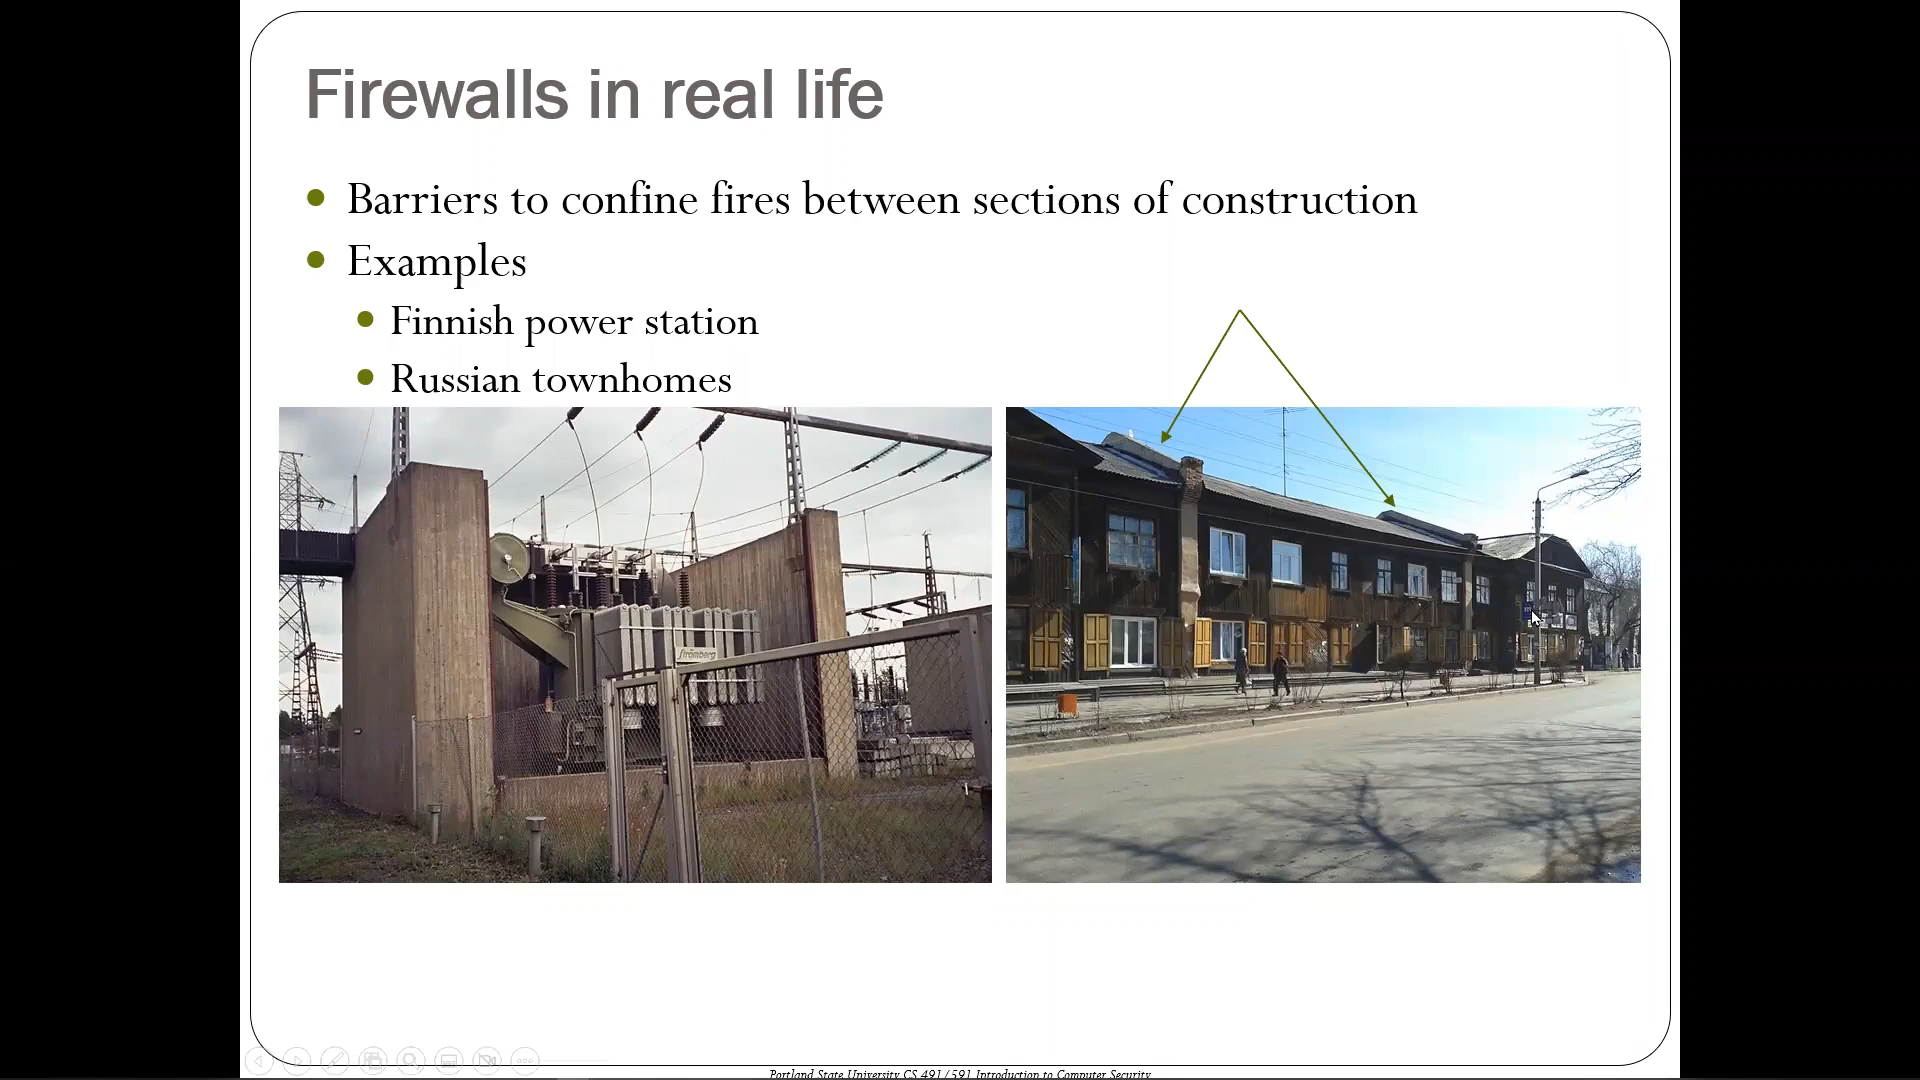 Firewalls in real life
Barriers to confine fires between sections of construction
Examples
Finnish power station
Russian townhomes
Strömberg
Portland State University CS 491/591 Introduction to Computer Security